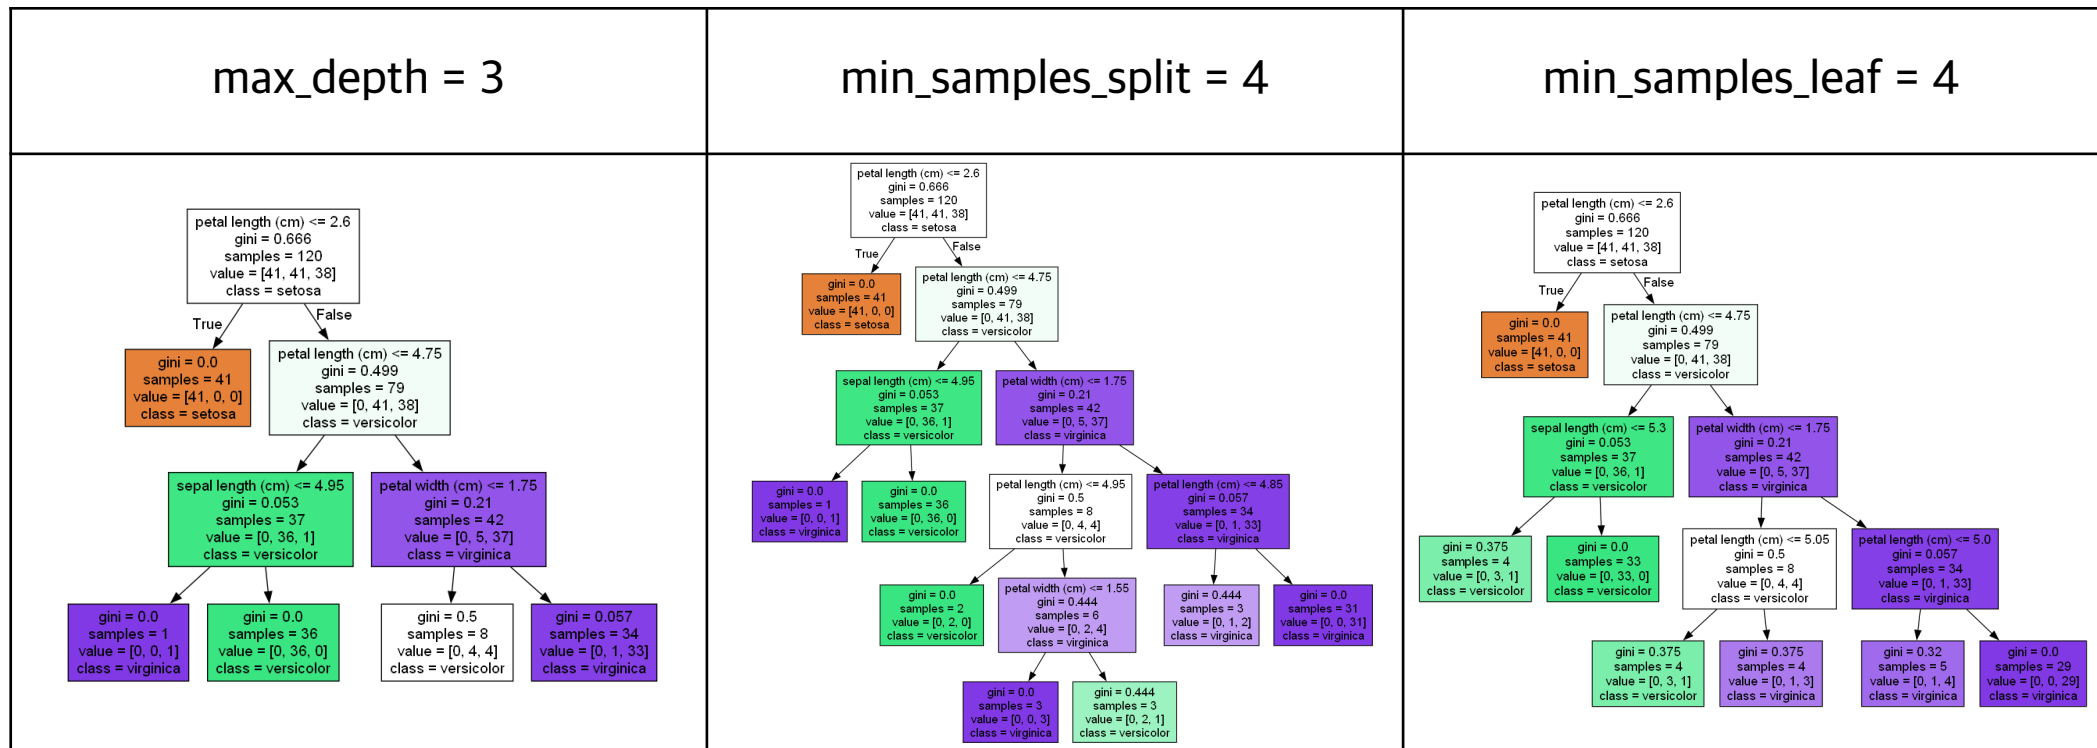 max_depth = 3
min_samples_split = 4
min_samples_leaf = 4
petal length (cm) <= 2.6
gini = 0.666
samples = 120
value = [41, 41, 38]
class = setosa
True
False
gini = 0.0
samples = 41
value = [41, 0, 0]
class = setosa
petal length (cm) <= 4.75
gini = 0.499
samples = 79
value = [0, 41, 38]
class = versicolor
sepal length (cm) <= 4.95
gini = 0.053
samples = 37
value = [0, 36, 1]
class = versicolor
petal width (cm) <= 1.75
gini = 0.21
samples = 42
value = [0, 5, 37]
class = virginica
gini = 0.0
samples = 1
value = [0, 0, 1]
class = virginica
gini = 0.0
samples = 36
value = [0, 36, 0]
class = versicolor
gini = 0.5
samples = 8
value = [0, 4, 4]
class = versicolor
gini = 0.057
samples = 34
value = [0, 1, 33]
class = virginica
petal length (cm) <= 2.6
gini = 0.666
samples = 120
value = [41, 41, 38]
class = setosa
True
False
gini = 0.0
samples = 41
value = [41, 0, 0]
class = setosa
petal length (cm) <= 4.75
gini = 0.499
samples = 79
value = [0, 41, 38]
class = versicolor
sepal length (cm) <= 4.95
gini = 0.053
samples = 37
value = [0, 36, 1]
class = versicolor
petal width (cm) <= 1.75
gini = 0.21
samples = 42
value = [0, 5, 37]
class = virginica
gini = 0.0
samples = 1
value = [0, 0, 1]
class = virginica
gini = 0.0
samples = 36
value = [0, 36, 0]
class = versicolor
petal length (cm) <= 4.95
gini = 0.5
samples = 8
value = [0, 4, 4]
class = versicolor
petal length (cm) <= 4.85
gini = 0.057
samples = 34
value = [0, 1, 33]
class = virginica
gini = 0.0
samples = 2
value = [0, 2, 0]
class = versicolor
petal width (cm) <= 1.55
gini = 0.444
samples = 6
value = [0, 2, 4]
class = virginica
gini = 0.444
samples = 3
value = [0, 1, 2]
class = virginica
gini = 0.0
samples = 31
value = [0, 0, 31]
class = virginica
gini = 0.0
samples = 3
value = [0, 0, 3]
class = virginica
gini = 0.444
samples = 3
value = [0, 2, 1]
class = versicolor
petal length (cm) <= 2.6
gini = 0.666
samples = 120
value = [41, 41, 38]
class = setosa
True
False
gini = 0.0
samples = 41
value = [41, 0, 0]
class = setosa
petal length (cm) <= 4.75
gini = 0.499
samples = 79
value = [0, 41, 38]
class = versicolor
sepal length (cm) <= 5.3
gini = 0.053
samples = 37
value = [0, 36, 1]
class = versicolor
petal width (cm) <= 1.75
gini = 0.21
samples = 42
value = [0, 5, 37]
class = virginica
gini = 0.375
samples = 4
value = [0, 3, 1]
class = versicolor
gini = 0.0
samples = 33
value = [0, 33, 0]
class = versicolor
petal length (cm) <= 5.05
gini = 0.5
samples = 8
value = [0, 4, 4]
class = versicolor
petal length (cm) <= 5.0
gini = 0.057
samples = 34
value = [0, 1, 33]
class = virginica
gini = 0.375
samples = 4
value = [0, 3, 1]
class = versicolor
gini = 0.375
samples = 4
value = [0, 1, 3]
class = virginica
gini = 0.32
samples = 5
value = [0, 1, 4]
class = virginica
gini = 0.0
samples = 29
value = [0, 0, 29]
class = virginica